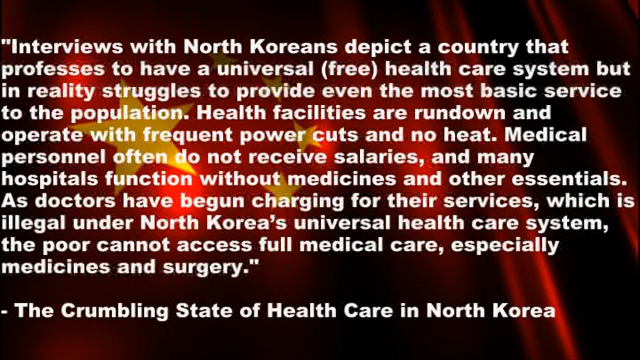 "Interviews with North Koreans depict a country that
professes to have a universal (free) health care system but
in reality struggles to provide even the most basic service
to the population. Health facilities are rundown and
operate with frequent power cuts and no heat. Medical
personnel often do not receive salaries, and many
hospitals function without medicines and other essentials.
As doctors have begun charging for their services, which is
illegal under North Korea’s universal health care system,
the poor cannot access full medical care, especially
medicines and surgery."
- The Crumbling State of Health Care in North Korea